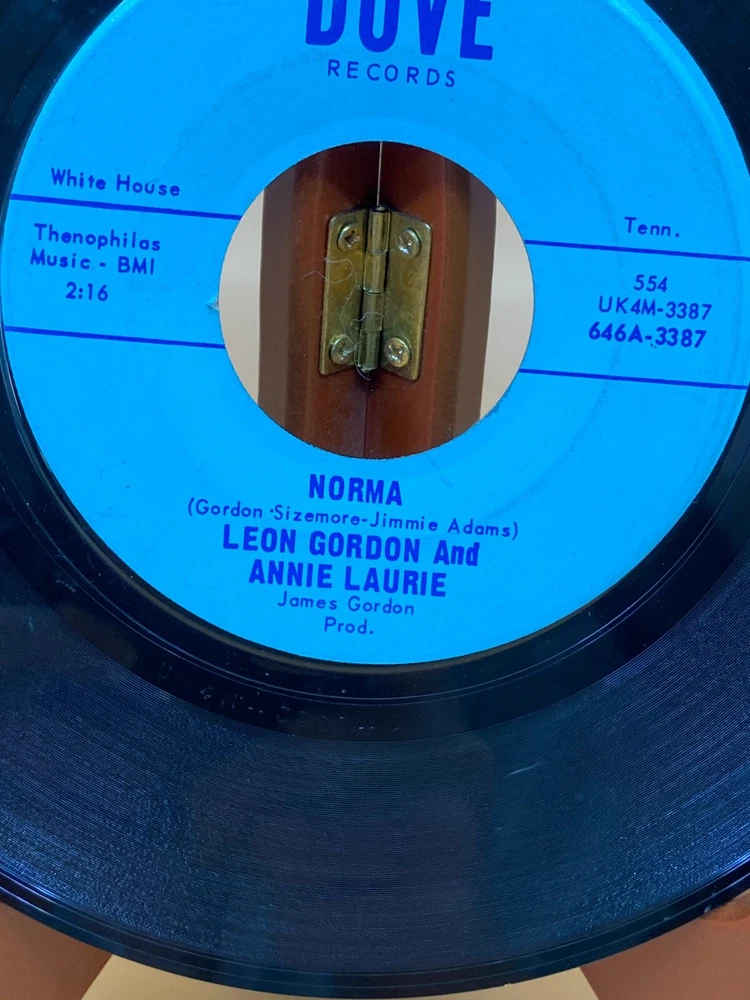 DOVE
RECORDS
White House
Tenn.
Thenophilas
Music - BMI
2:16
554
UK4M-3387
646A-3387
NORMA
(Gordon Sizemore-Jimmie Adams)
LEON GORDON And
ANNIE LAURIE
James Gordon
Prod.